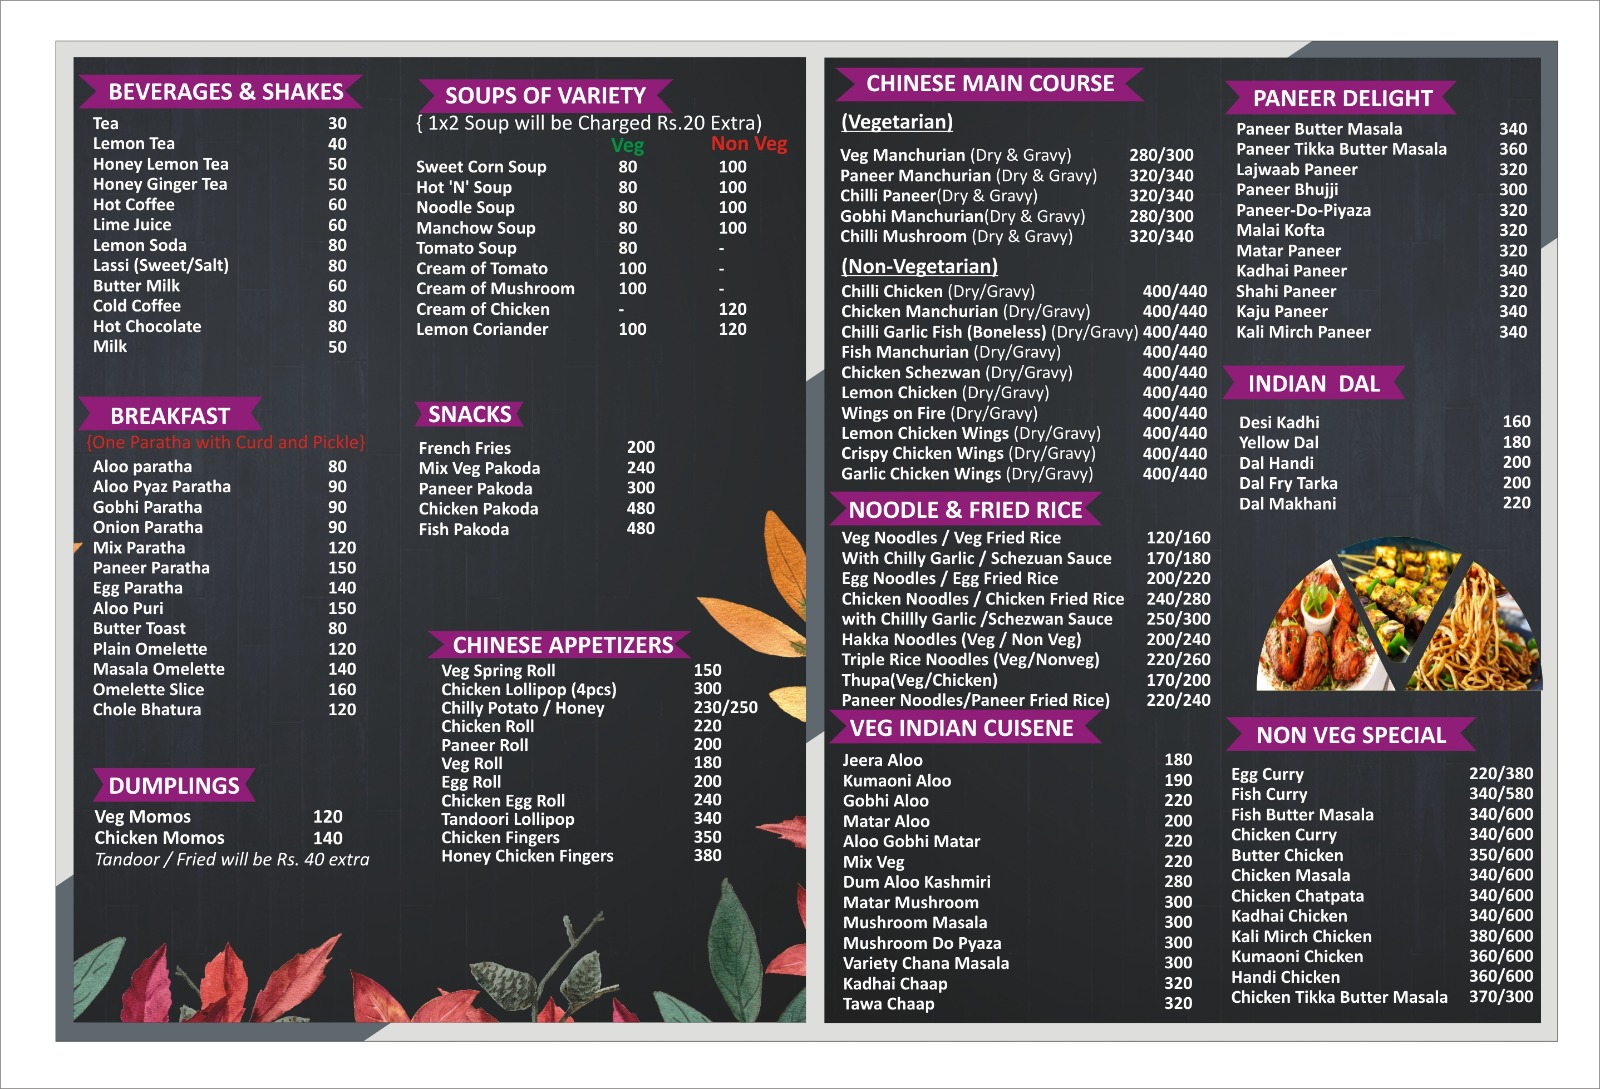 BEVERAGES & SHAKES
Tea 30
Lemon Tea 40
Honey Lemon Tea 50
Honey Ginger Tea 50
Hot Coffee 60
Lime Juice 60
Lemon Soda 80
Lassi (Sweet/Salt) 80
Butter Milk 60
Cold Coffee 80
Hot Chocolate 80
Milk 50
BREAKFAST
{One Paratha with Curd and Pickle}
Aloo paratha 80
Aloo Pyaz Paratha 90
Gobhi Paratha 90
Onion Paratha 90
Mix Paratha 120
Paneer Paratha 150
Egg Paratha 140
Aloo Puri 150
Butter Toast 80
Plain Omelette 120
Masala Omelette 140
Omelette Slice 160
Chole Bhatura 120
DUMPLINGS
Veg Momos 120
Chicken Momos 140
Tandoor / Fried will be Rs. 40 extra
SOUPS OF VARIETY
{ 1x2 Soup will be Charged Rs.20 Extra)
Veg Non Veg
Sweet Corn Soup 80 100
Hot 'N' Soup 80 100
Noodle Soup 80 100
Manchow Soup 80 100
Tomato Soup 80 -
Cream of Tomato 100 -
Cream of Mushroom 100 -
Cream of Chicken - 120
Lemon Coriander 100 120
SNACKS
French Fries 200
Mix Veg Pakoda 240
Paneer Pakoda 300
Chicken Pakoda 480
Fish Pakoda 480
CHINESE APPETIZERS
Veg Spring Roll 150
Chicken Lollipop (4pcs) 300
Chilly Potato / Honey 230/250
Chicken Roll 220
Paneer Roll 200
Veg Roll 180
Egg Roll 200
Chicken Egg Roll 240
Tandoori Lollipop 340
Chicken Fingers 350
Honey Chicken Fingers 380
CHINESE MAIN COURSE
(Vegetarian)
Veg Manchurian (Dry & Gravy) 280/300
Paneer Manchurian (Dry & Gravy) 320/340
Chilli Paneer(Dry & Gravy) 320/340
Gobhi Manchurian(Dry & Gravy) 280/300
Chilli Mushroom (Dry & Gravy) 320/340
(Non-Vegetarian)
Chilli Chicken (Dry/Gravy) 400/440
Chicken Manchurian (Dry/Gravy) 400/440
Chilli Garlic Fish (Boneless) (Dry/Gravy) 400/440
Fish Manchurian (Dry/Gravy) 400/440
Chicken Schezwan (Dry/Gravy) 400/440
Lemon Chicken (Dry/Gravy) 400/440
Wings on Fire (Dry/Gravy) 400/440
Lemon Chicken Wings (Dry/Gravy) 400/440
Crispy Chicken Wings (Dry/Gravy) 400/440
Garlic Chicken Wings (Dry/Gravy) 400/440
NOODLE & FRIED RICE
Veg Noodles / Veg Fried Rice 120/160
With Chilly Garlic / Schezuan Sauce 170/180
Egg Noodles / Egg Fried Rice 200/220
Chicken Noodles / Chicken Fried Rice 240/280
with Chillly Garlic /Schezwan Sauce 250/300
Hakka Noodles (Veg / Non Veg) 200/240
Triple Rice Noodles (Veg/Nonveg) 220/260
Thupa(Veg/Chicken) 170/200
Paneer Noodles/Paneer Fried Rice) 220/240
VEG INDIAN CUISENE
Jeera Aloo 180
Kumaoni Aloo 190
Gobhi Aloo 220
Matar Aloo 200
Aloo Gobhi Matar 220
Mix Veg 220
Dum Aloo Kashmiri 280
Matar Mushroom 300
Mushroom Masala 300
Mushroom Do Pyaza 300
Variety Chana Masala 300
Kadhai Chaap 320
Tawa Chaap 320
PANEER DELIGHT
Paneer Butter Masala 340
Paneer Tikka Butter Masala 360
Lajwaab Paneer 320
Paneer Bhujji 300
Paneer-Do-Piyaza 320
Malai Kofta 320
Matar Paneer 320
Kadhai Paneer 340
Shahi Paneer 320
Kaju Paneer 340
Kali Mirch Paneer 340
INDIAN DAL
Desi Kadhi 160
Yellow Dal 180
Dal Handi 200
Dal Fry Tarka 200
Dal Makhani 220
NON VEG SPECIAL
Egg Curry 220/380
Fish Curry 340/580
Fish Butter Masala 340/600
Chicken Curry 340/600
Butter Chicken 350/600
Chicken Masala 340/600
Chicken Chatpata 340/600
Kadhai Chicken 340/600
Kali Mirch Chicken 380/600
Kumaoni Chicken 360/600
Handi Chicken 360/600
Chicken Tikka Butter Masala 370/300